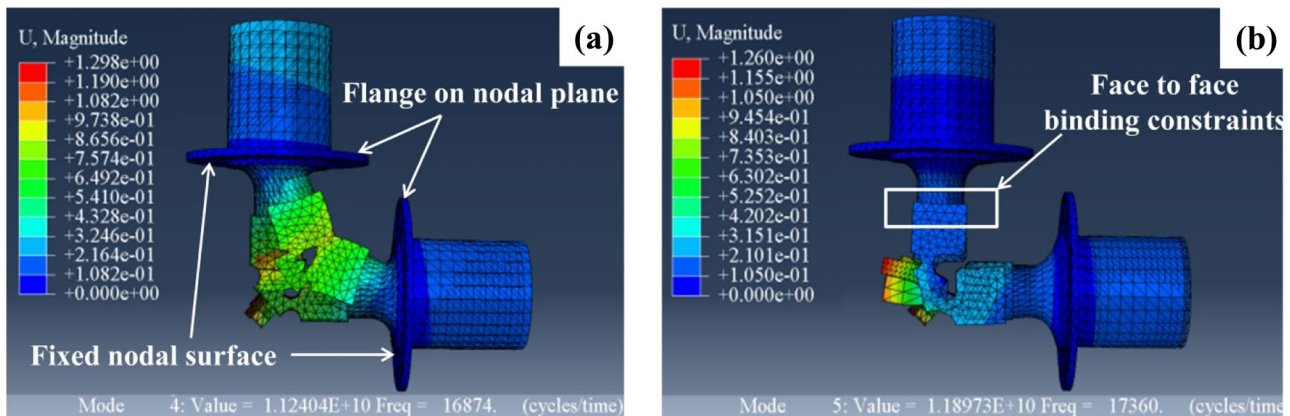 (a)
U, Magnitude
+1.298e+00
+1.190e+00
+1.082e+00
+9.738e-01
+8.656e-01
+7.574e-01
+6.492e-01
+5.410e-01
+4.328e-01
+3.246e-01
+2.164e-01
+1.082e-01
+0.000e+00
Flange on nodal plane
Fixed nodal surface
Mode 4: Value = 1.12404E+10 Freq = 16874. (cycles/time)
(b)
U, Magnitude
+1.260e+00
+1.155e+00
+1.050e+00
+9.454e-01
+8.403e-01
+7.353e-01
+6.302e-01
+5.252e-01
+4.202e-01
+3.151e-01
+2.101e-01
+1.050e-01
+0.000e+00
Face to face
binding constraints
Mode 5: Value = 1.18973E+10 Freq = 17360. (cycles/time)